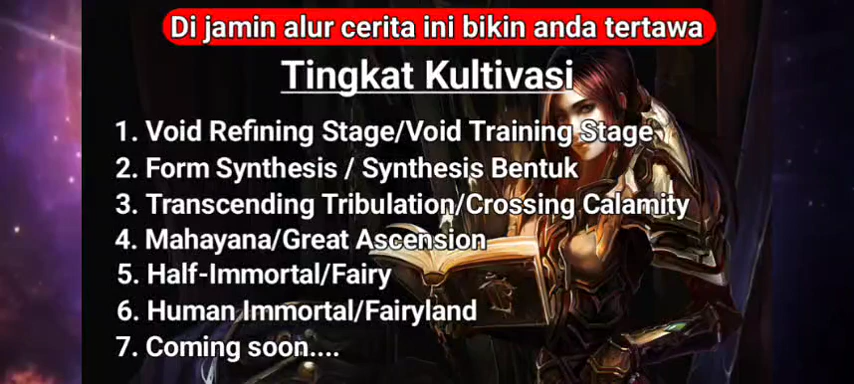 Di jamin alur cerita ini bikin anda tertawa
Tingkat Kultivasi
1. Void Refining Stage/Void Training Stage
2. Form Synthesis / Synthesis Bentuk
3. Transcending Tribulation/Crossing Calamity
4. Mahayana/Great Ascension
5. Half-Immortal/Fairy
6. Human Immortal/Fairyland
7. Coming soon....